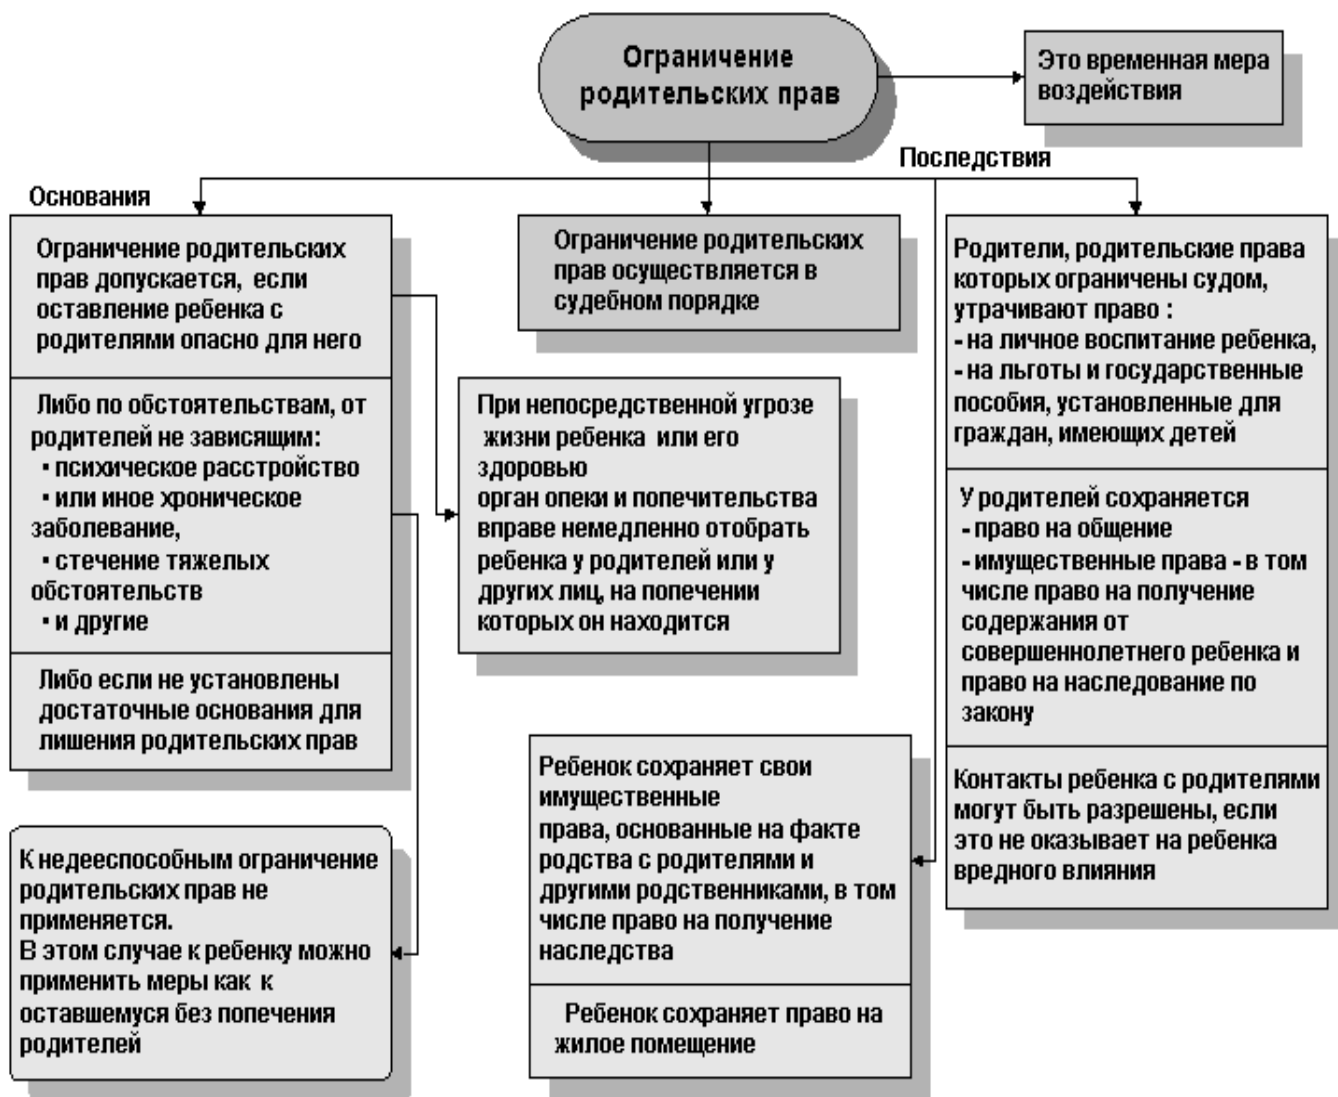 Ограничение
родительских прав
Это временная мера
воздействия
Последствия
Основания
Ограничение родительских
прав допускается, если
оставление ребенка с
родителями опасно для него
Либо по обстоятельствам, от
родителей не зависящим:
▪ психическое расстройство
▪ или иное хроническое
заболевание,
▪ стечение тяжелых
обстоятельств
▪ и другие
Либо если не установлены
достаточные основания для
лишения родительских прав
К недееспособным ограничение
родительских прав не
применяется.
В этом случае к ребенку можно
применить меры как к
оставшемуся без попечения
родителей
Ограничение родительских
прав осуществляется в
судебном порядке
При непосредственной угрозе
жизни ребенка или его
здоровью
орган опеки и попечительства
вправе немедленно отобрать
ребенка у родителей или у
других лиц, на попечении
которых он находится
Ребенок сохраняет свои
имущественные
права, основанные на факте
родства с родителями и
другими родственниками, в том
числе право на получение
наследства
Ребенок сохраняет право на
жилое помещение
Родители, родительские права
которых ограничены судом,
утрачивают право :
- на личное воспитание ребенка,
- на льготы и государственные
пособия, установленные для
граждан, имеющих детей
У родителей сохраняется
- право на общение
- имущественные права - в том
числе право на получение
содержания от
совершеннолетнего ребенка и
право на наследование по
закону
Контакты ребенка с родителями
могут быть разрешены, если
это не оказывает на ребенка
вредного влияния